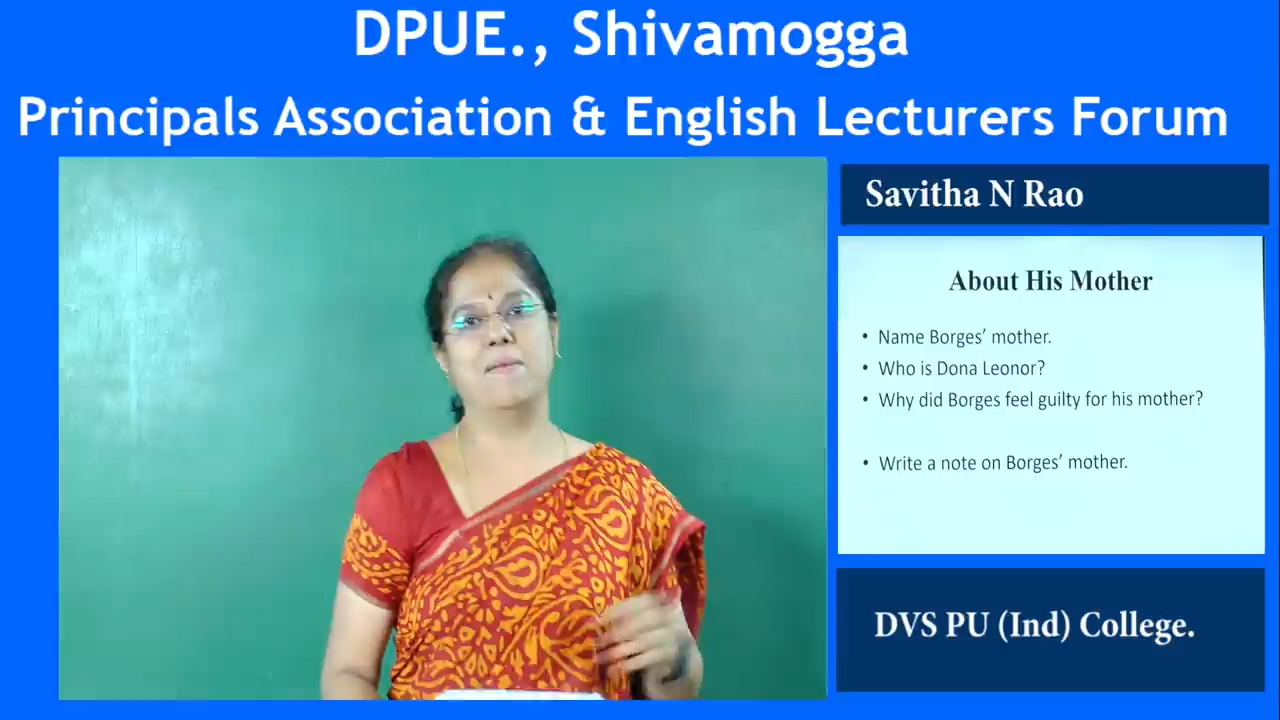 DPUE., Shivamogga
Principals Association & English Lecturers Forum
Savitha N Rao
About His Mother
• Name Borges’ mother.
• Who is Dona Leonor?
• Why did Borges feel guilty for his mother?
• Write a note on Borges’ mother.
DVS PU (Ind) College.